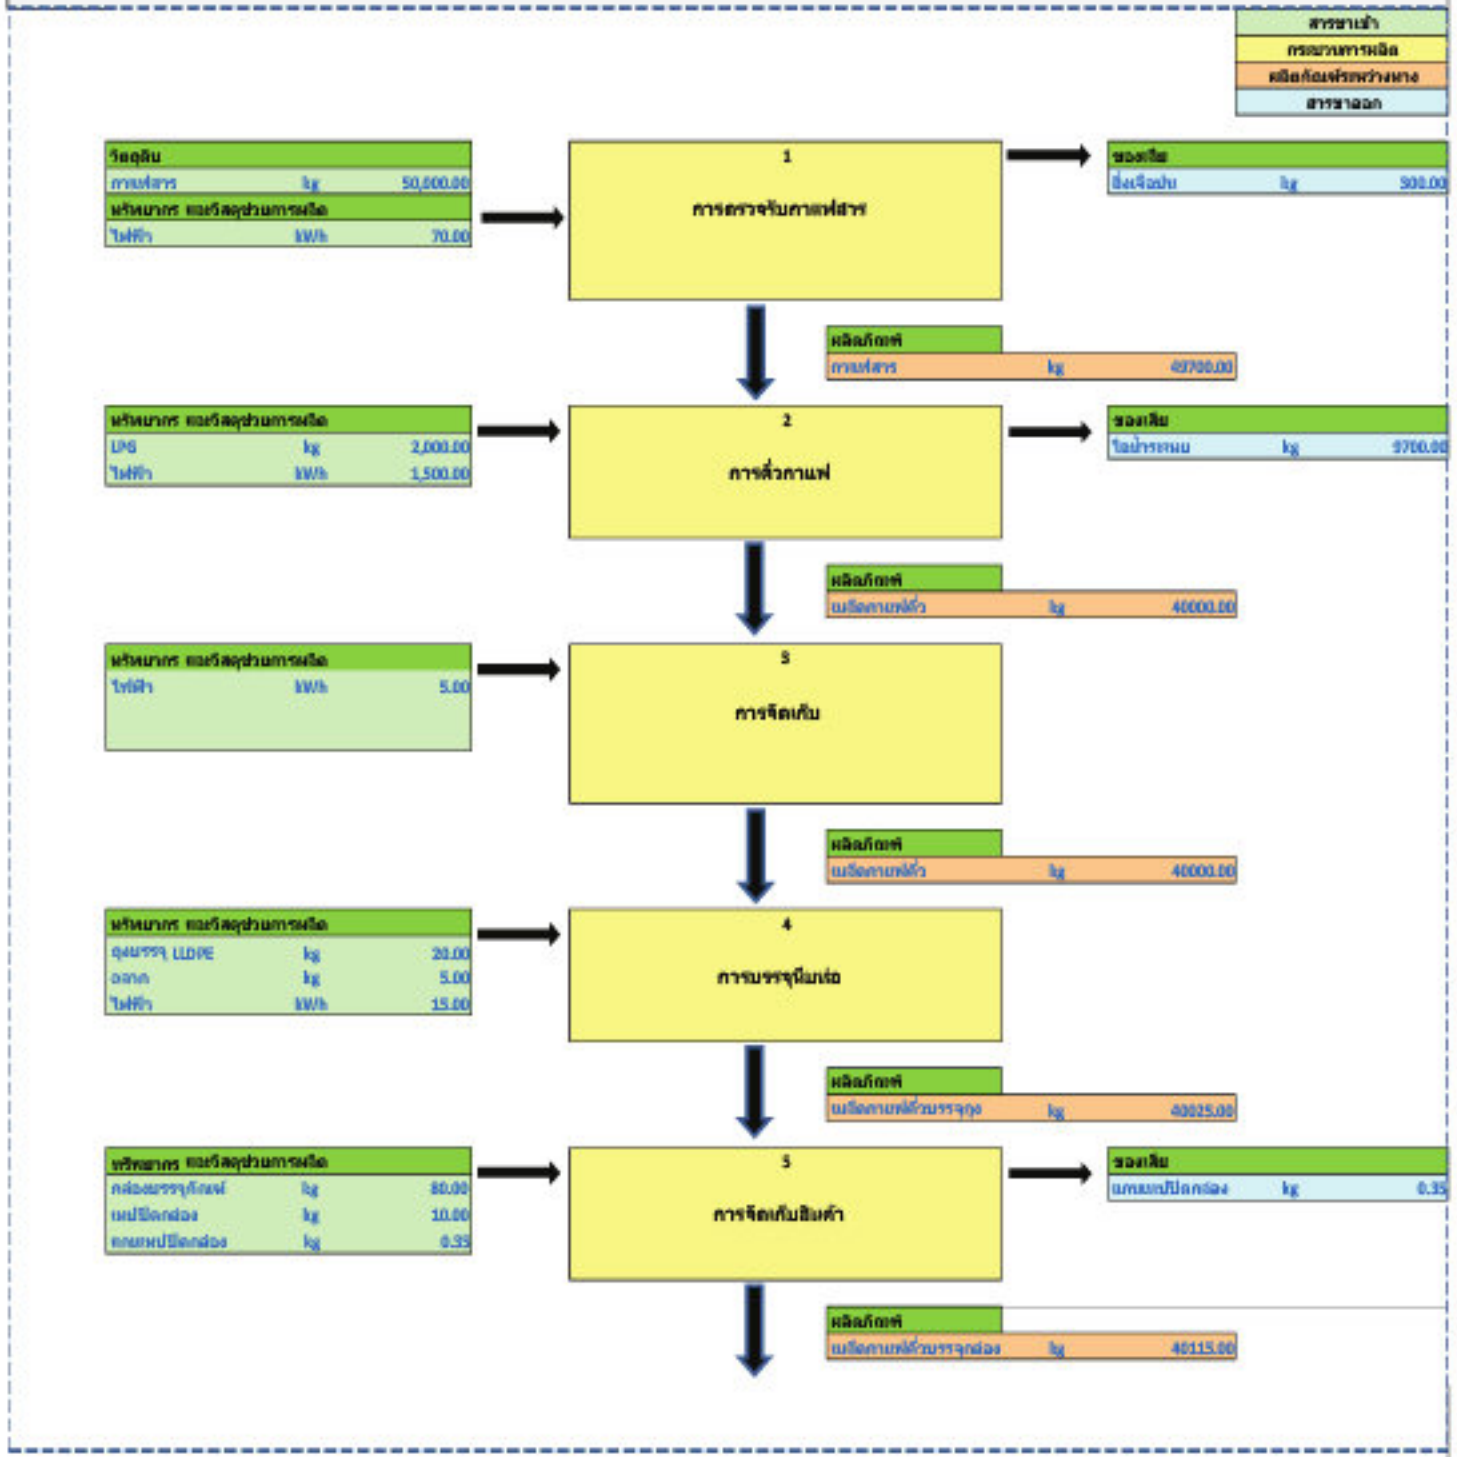 สารขาเข้า
กระบวนการผลิต
ผลิตภัณฑ์ระหว่างทาง
สารขาออก
วัตถุดิบ
กาแฟสาร kg 50,000.00
ทรัพยากร และวัสดุช่วยการผลิต
ไฟฟ้า kWh 70.00
1
การตรวจรับกาแฟสาร
ของเสีย
สิ่งเจือปน kg 300.00
ผลิตภัณฑ์
กาแฟสาร kg 49700.00
ทรัพยากร และวัสดุช่วยการผลิต
LPG kg 2,000.00
ไฟฟ้า kWh 1,500.00
2
การคั่วกาแฟ
ของเสีย
ไอน้ำระเหย kg 9700.00
ผลิตภัณฑ์
เมล็ดกาแฟคั่ว kg 40000.00
ทรัพยากร และวัสดุช่วยการผลิต
ไฟฟ้า kWh 5.00
3
การจัดเก็บ
ผลิตภัณฑ์
เมล็ดกาแฟคั่ว kg 40000.00
ทรัพยากร และวัสดุช่วยการผลิต
ถุงบรรจุ LLDPE kg 20.00
ฉลาก kg 5.00
ไฟฟ้า kWh 15.00
4
การบรรจุหีบห่อ
ผลิตภัณฑ์
เมล็ดกาแฟคั่วบรรจุถุง kg 40025.00
ทรัพยากร และวัสดุช่วยการผลิต
กล่องบรรจุภัณฑ์ kg 80.00
เทปปิดกล่อง kg 10.00
แกนเทปปิดกล่อง kg 0.35
5
การจัดเก็บสินค้า
ของเสีย
แกนเทปปิดกล่อง kg 0.35
ผลิตภัณฑ์
เมล็ดกาแฟคั่วบรรจุกล่อง kg 40115.00